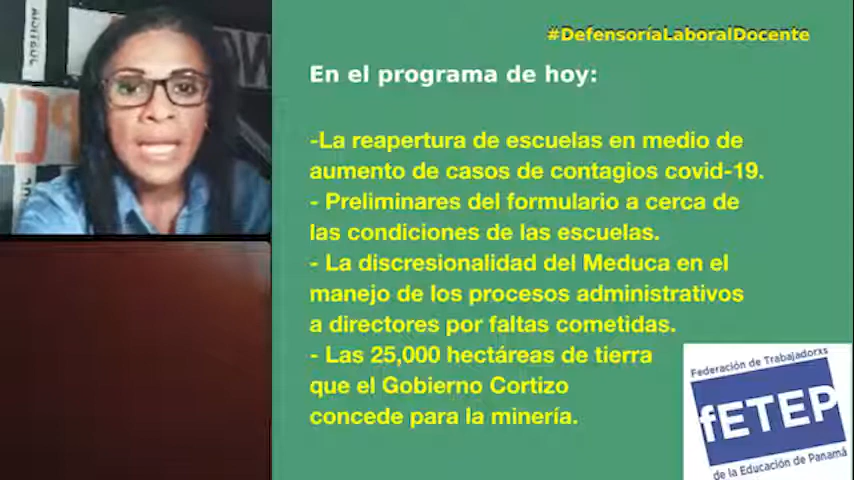 #DefensoríaLaboralDocente
En el programa de hoy:
-La reapertura de escuelas en medio de
aumento de casos de contagios covid-19.
- Preliminares del formulario a cerca de
las condiciones de las escuelas.
- La discresionalidad del Meduca en el
manejo de los procesos administrativos
a directores por faltas cometidas.
- Las 25,000 hectáreas de tierra
que el Gobierno Cortizo
concede para la minería.
Federación de Trabajadorxs
fETEP
de la Educación de Panamá